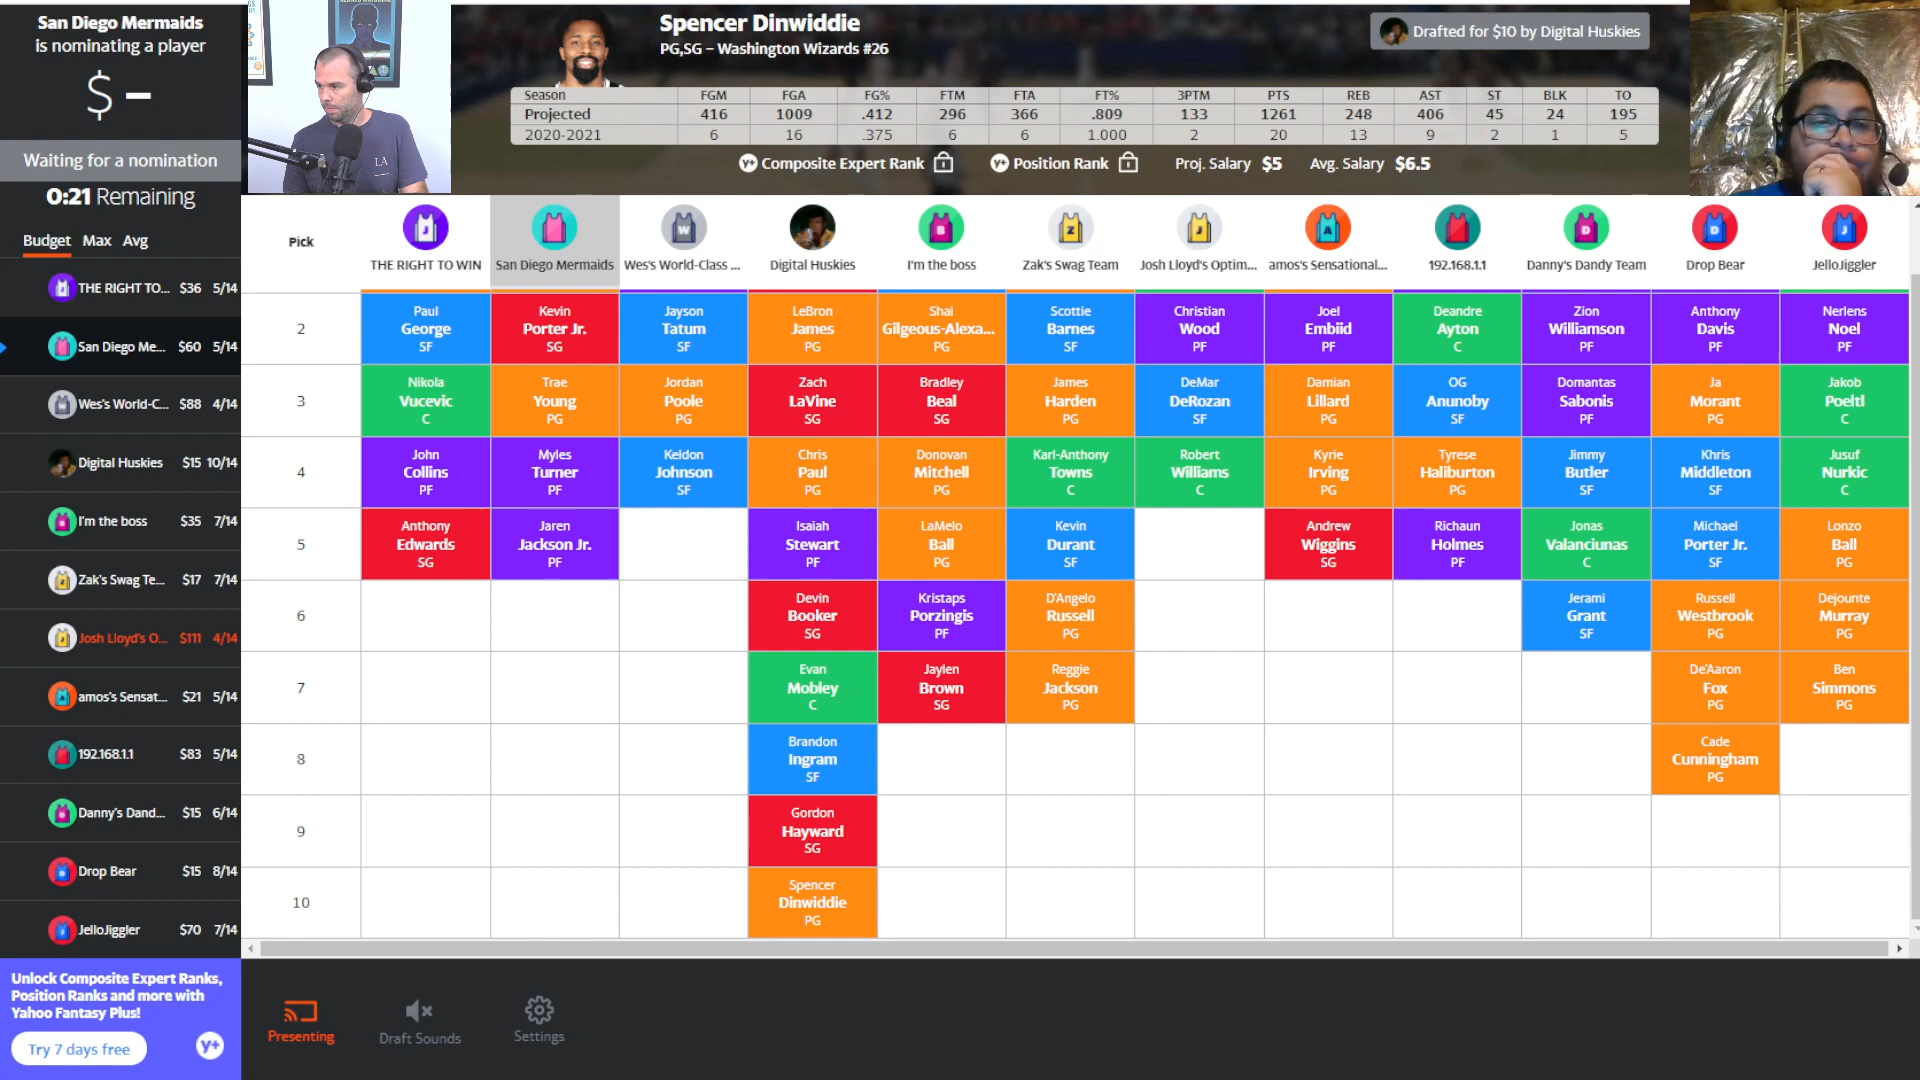 San Diego Mermaids
is nominating a player
$ –
Waiting for a nomination
0:21 Remaining
Budget Max Avg
THE RIGHT TO... $36 5/14
San Diego Me... $60 5/14
Wes's World-C... $88 4/14
Digital Huskies $15 10/14
I'm the boss $35 7/14
Zak's Swag Te... $17 7/14
Josh Lloyd's O... $111 4/14
amos's Sensat... $21 5/14
192.168.1.1 $83 5/14
Danny's Dand... $15 6/14
Drop Bear $15 8/14
JelloJiggler $70 7/14
Unlock Composite Expert Ranks,
Position Ranks and more with
Yahoo Fantasy Plus!
Try 7 days free y+
LA
Spencer Dinwiddie
PG,SG – Washington Wizards #26
Drafted for $10 by Digital Huskies
Season FGM FGA FG% FTM FTA FT% 3PTM PTS REB AST ST BLK TO
Projected 416 1009 .412 296 366 .809 133 1261 248 406 45 24 195
2020-2021 6 16 .375 6 6 1.000 2 20 13 9 2 1 5
y+ Composite Expert Rank y+ Position Rank Proj. Salary $5 Avg. Salary $6.5
Pick THE RIGHT TO WIN San Diego Mermaids Wes's World-Class ... Digital Huskies I'm the boss Zak's Swag Team Josh Lloyd's Optim... amos's Sensational... 192.168.1.1 Danny's Dandy Team Drop Bear JelloJiggler
Paul Kevin Jayson LeBron Shai Scottie Christian Joel Deandre Zion Anthony Nerlens
2 George Porter Jr. Tatum James Gilgeous-Alexa... Barnes Wood Embiid Ayton Williamson Davis Noel
SF SG SF PG PG SF PF PF C PF PF PF
Nikola Trae Jordan Zach Bradley James DeMar Damian OG Domantas Ja Jakob
3 Vucevic Young Poole LaVine Beal Harden DeRozan Lillard Anunoby Sabonis Morant Poeltl
C PG PG SG SG PG SF PG SF PF PG C
John Myles Keldon Chris Donovan Karl-Anthony Robert Kyrie Tyrese Jimmy Khris Jusuf
4 Collins Turner Johnson Paul Mitchell Towns Williams Irving Haliburton Butler Middleton Nurkic
PF PF SF PG PG C C PG PG SF SF C
Anthony Jaren Isaiah LaMelo Kevin Andrew Richaun Jonas Michael Lonzo
5 Edwards Jackson Jr. Stewart Ball Durant Wiggins Holmes Valanciunas Porter Jr. Ball
SG PF PF PG SF SG PF C SF PG
Devin Kristaps D'Angelo Jerami Russell Dejounte
6 Booker Porzingis Russell Grant Westbrook Murray
SG PF PG SF PG PG
Evan Jaylen Reggie De'Aaron Ben
7 Mobley Brown Jackson Fox Simmons
C SG PG PG PG
Brandon Cade
8 Ingram Cunningham
SF PG
Gordon
9 Hayward
SG
Spencer
10 Dinwiddie
PG
Presenting Draft Sounds Settings